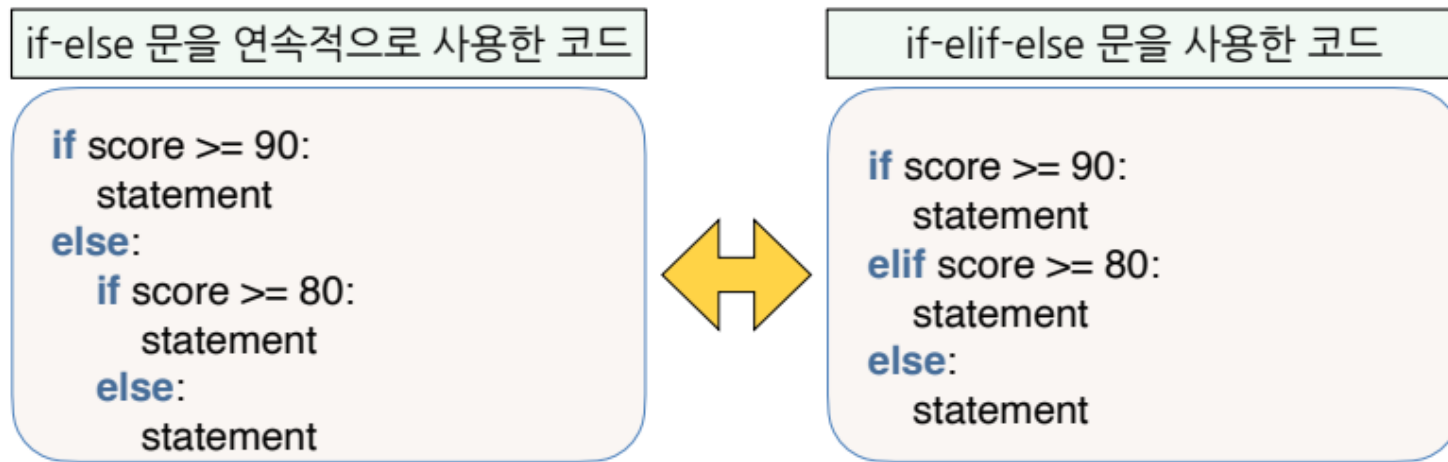 if-else 문을 연속적으로 사용한 코드
if score >= 90:
statement
else:
if score >= 80:
statement
else:
statement
if-elif-else 문을 사용한 코드
if score >= 90:
statement
elif score >= 80:
statement
else:
statement